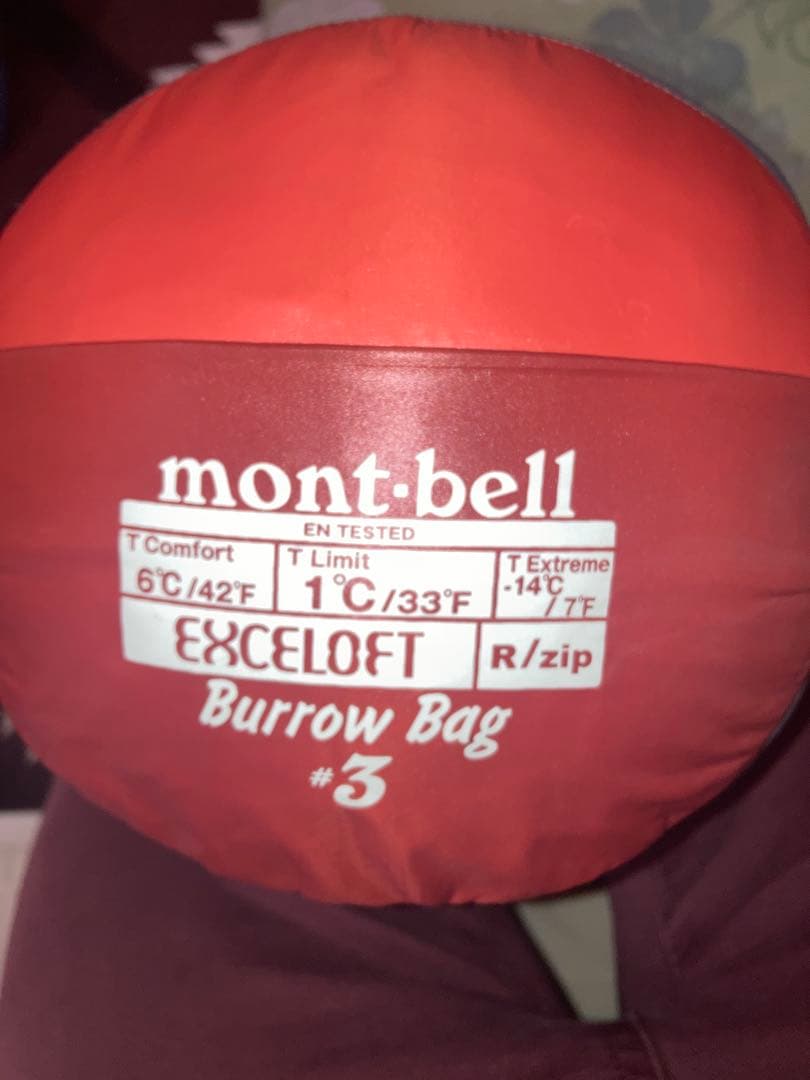 mont·bell
EN TESTED
T Comfort
6°C/42°F
T Limit
1°C/33°F
T Extreme
-14°C
/7°F
EXCELOFT
R/zip
Burrow Bag
#3